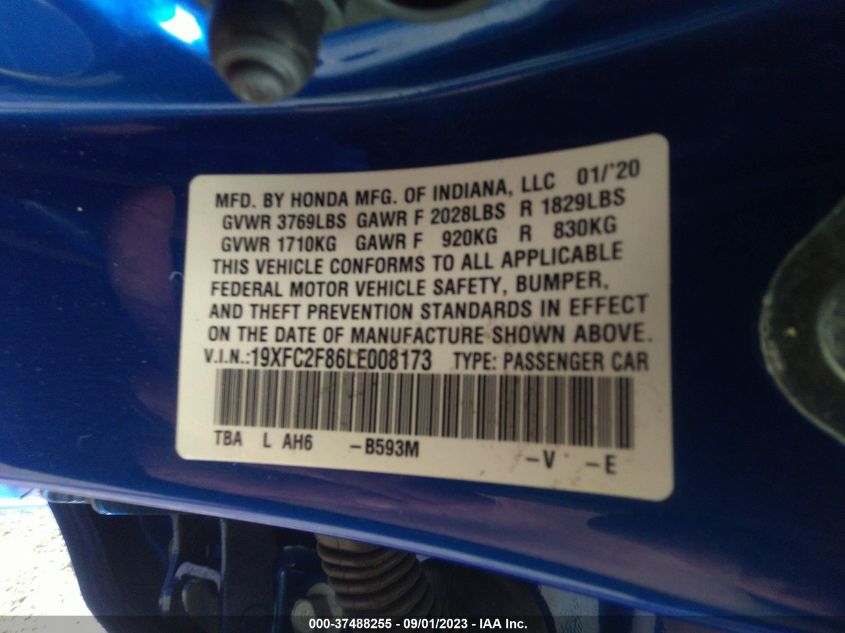 MFD. BY HONDA MFG. OF INDIANA, LLC 01/'20
GVWR 3769LBS GAWR F 2028LBS R 1829LBS
GVWR 1710KG GAWR F 920KG R 830KG
THIS VEHICLE CONFORMS TO ALL APPLICABLE
FEDERAL MOTOR VEHICLE SAFETY, BUMPER,
AND THEFT PREVENTION STANDARDS IN EFFECT
ON THE DATE OF MANUFACTURE SHOWN ABOVE.
V.I.N.:19XFC2F86LE008173 TYPE: PASSENGER CAR
TBA L AH6 -B593M -V -E
000-37488255 - 09/01/2023 - IAA Inc.